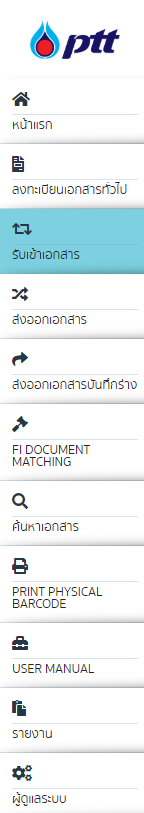 ptt
หน้าแรก
ลงทะเบียนเอกสารทั่วไป
รับเข้าเอกสาร
ส่งออกเอกสาร
ส่งออกเอกสารบันทึกร่าง
FI DOCUMENT
MATCHING
ค้นหาเอกสาร
PRINT PHYSICAL
BARCODE
USER MANUAL
รายงาน
ผู้ดูแลระบบ